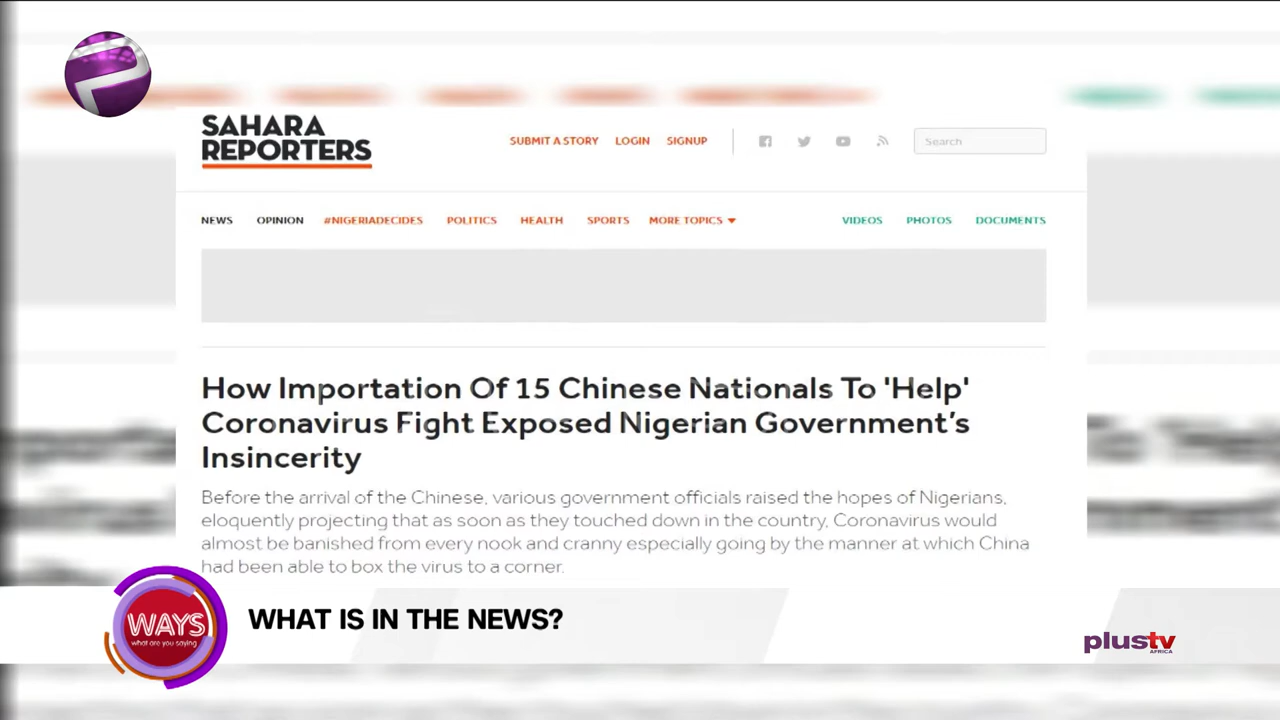 SAHARA
REPORTERS
SUBMIT A STORY LOGIN SIGNUP
Search
NEWS OPINION #NIGERIADECIDES POLITICS HEALTH SPORTS MORE TOPICS VIDEOS PHOTOS DOCUMENTS
How Importation Of 15 Chinese Nationals To 'Help'
Coronavirus Fight Exposed Nigerian Government’s
Insincerity
Before the arrival of the Chinese, various government officials raised the hopes of Nigerians,
eloquently projecting that as soon as they touched down in the country, Coronavirus would
almost be banished from every nook and cranny especially going by the manner at which China
had been able to box the virus to a corner.
WAYS
what are you saying
WHAT IS IN THE NEWS?
plustv
AFRICA